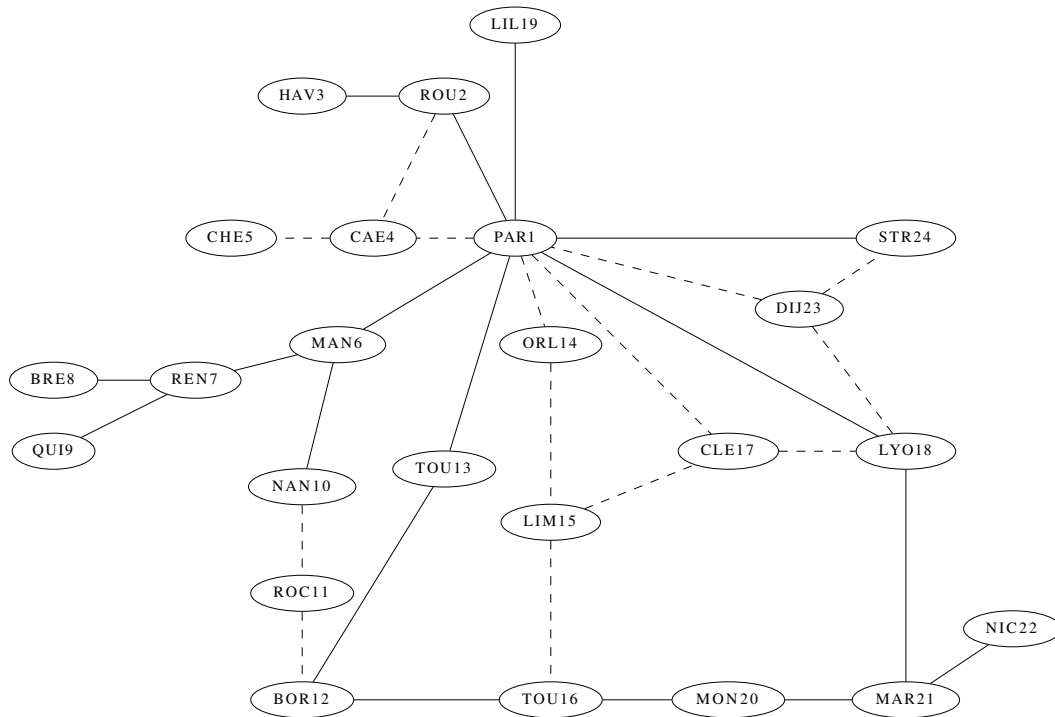 LIL19
HAV3
ROU2
CHE5
CAE4
PAR1
STR24
DIJ23
MAN6
ORL14
BRE8
REN7
QUI9
CLE17
LYO18
TOU13
NAN10
LIM15
ROC11
NIC22
BOR12
TOU16
MON20
MAR21